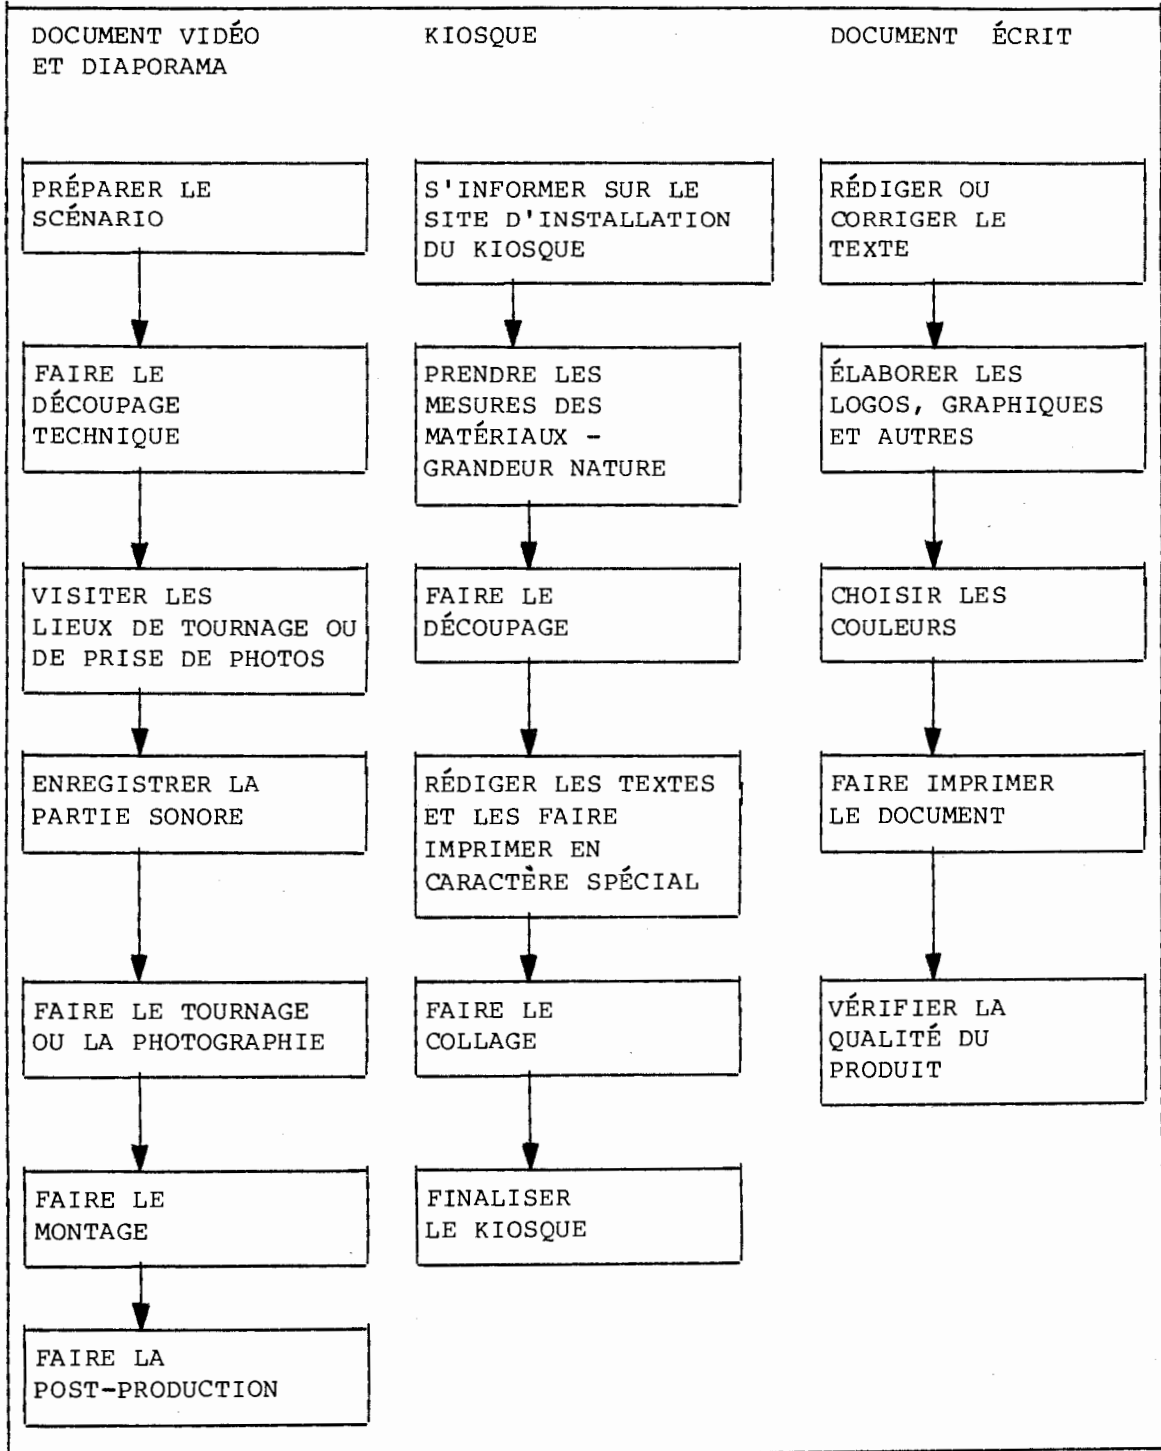 DOCUMENT VIDÉO
ET DIAPORAMA
PRÉPARER LE
SCÉNARIO
FAIRE LE
DÉCOUPAGE
TECHNIQUE
VISITER LES
LIEUX DE TOURNAGE OU
DE PRISE DE PHOTOS
ENREGISTRER LA
PARTIE SONORE
FAIRE LE TOURNAGE
OU LA PHOTOGRAPHIE
FAIRE LE
MONTAGE
FAIRE LA
POST-PRODUCTION
KIOSQUE
S'INFORMER SUR LE
SITE D'INSTALLATION
DU KIOSQUE
PRENDRE LES
MESURES DES
MATÉRIAUX -
GRANDEUR NATURE
FAIRE LE
DÉCOUPAGE
RÉDIGER LES TEXTES
ET LES FAIRE
IMPRIMER EN
CARACTÈRE SPÉCIAL
FAIRE LE
COLLAGE
FINALISER
LE KIOSQUE
DOCUMENT ÉCRIT
RÉDIGER OU
CORRIGER LE
TEXTE
ÉLABORER LES
LOGOS, GRAPHIQUES
ET AUTRES
CHOISIR LES
COULEURS
FAIRE IMPRIMER
LE DOCUMENT
VÉRIFIER LA
QUALITÉ DU
PRODUIT